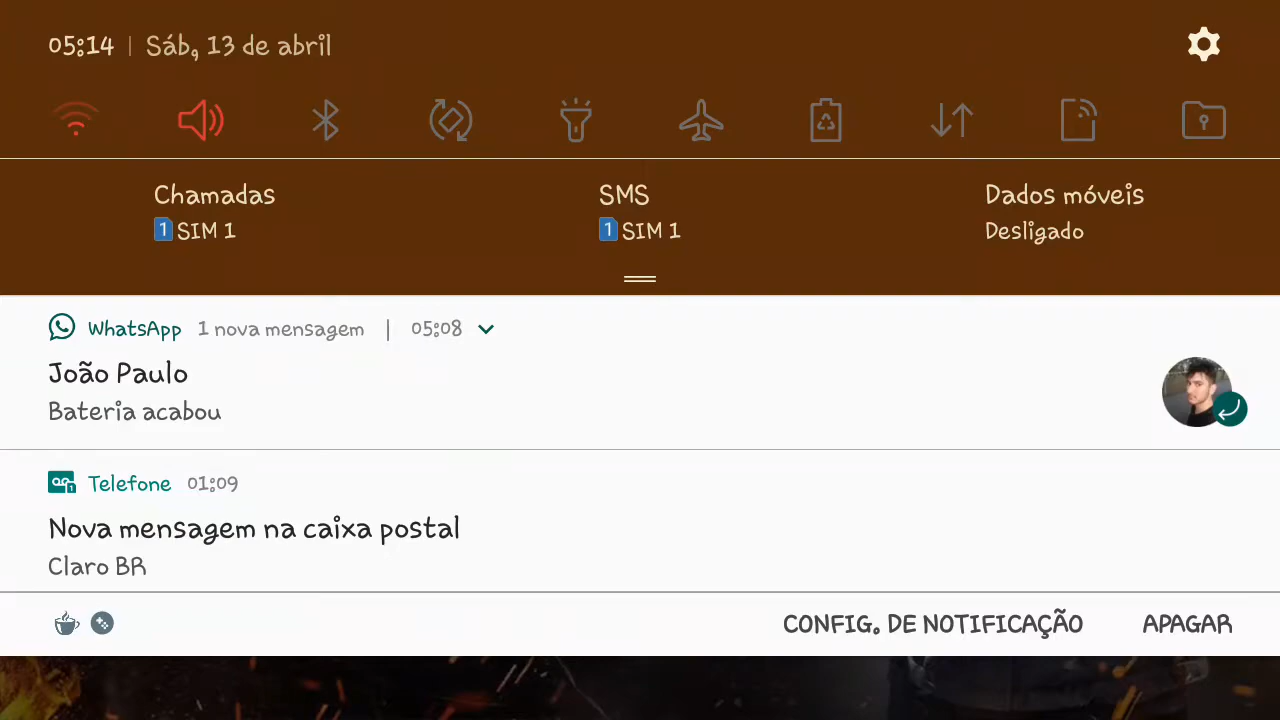 05:14 | Sáb, 13 de abril
Chamadas
1 SIM 1
SMS
1 SIM 1
Dados móveis
Desligado
WhatsApp 1 nova mensagem | 05:08
João Paulo
Bateria acabou
Telefone 01:09
Nova mensagem na caixa postal
Claro BR
CONFIG. DE NOTIFICAÇÃO APAGAR